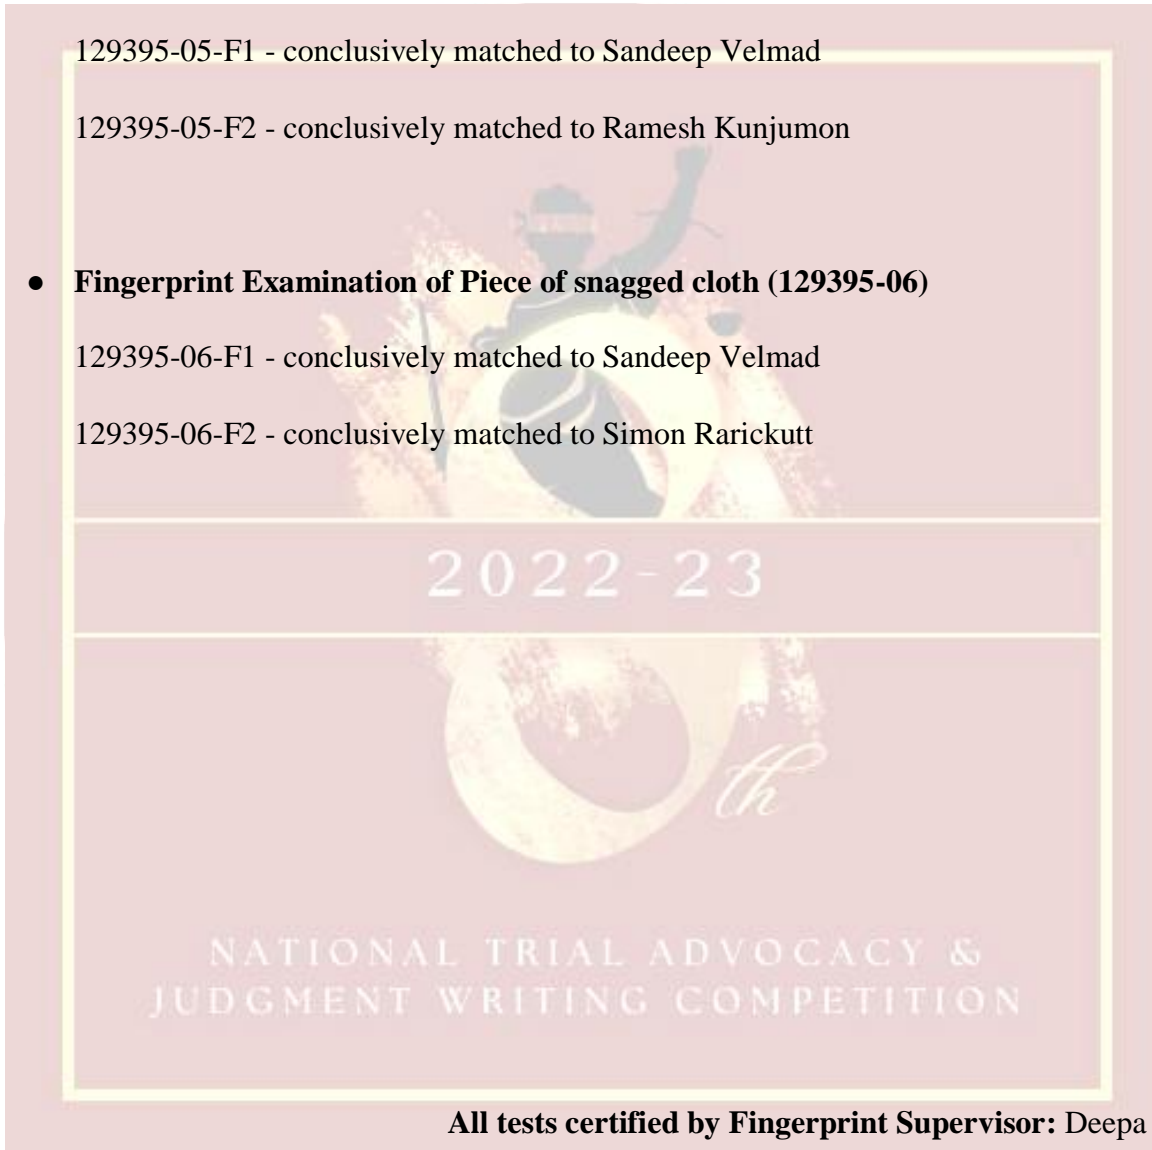 129395-05-F1 - conclusively matched to Sandeep Velmad
129395-05-F2 - conclusively matched to Ramesh Kunjumon
● Fingerprint Examination of Piece of snagged cloth (129395-06)
129395-06-F1 - conclusively matched to Sandeep Velmad
129395-06-F2 - conclusively matched to Simon Rarickutt
2022-23
8th
NATIONAL TRIAL ADVOCACY &
JUDGMENT WRITING COMPETITION
All tests certified by Fingerprint Supervisor: Deepa